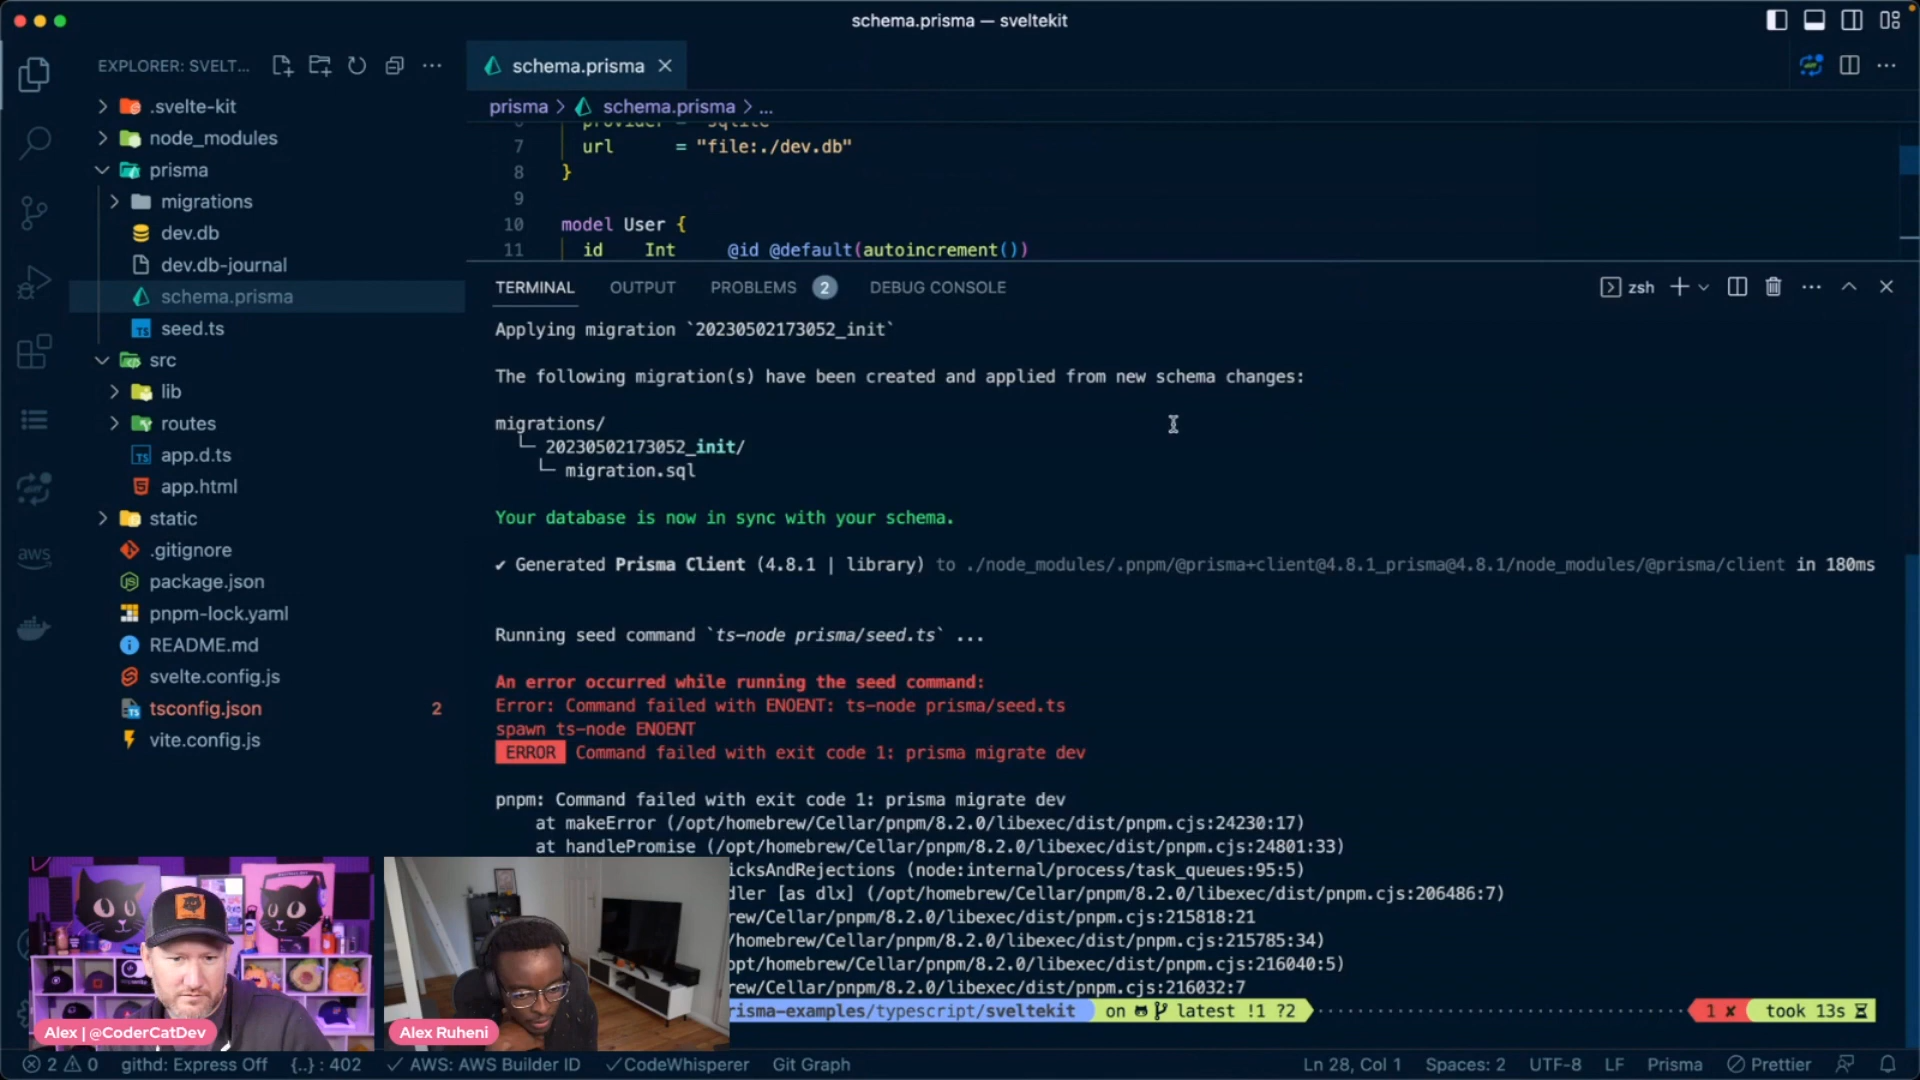 schema.prisma — sveltekit
EXPLORER: SVELT...
.svelte-kit
node_modules
prisma
migrations
dev.db
dev.db-journal
schema.prisma
seed.ts
src
lib
routes
app.d.ts
app.html
static
.gitignore
package.json
pnpm-lock.yaml
README.md
svelte.config.js
tsconfig.json 2
vite.config.js
aws
schema.prisma
prisma > schema.prisma > ...
6 provider = "sqlite"
7 url = "file:./dev.db"
8 }
9
10 model User {
11 id Int @id @default(autoincrement())
TERMINAL OUTPUT PROBLEMS 2 DEBUG CONSOLE zsh
Applying migration `20230502173052_init`
The following migration(s) have been created and applied from new schema changes:
migrations/
└─ 20230502173052_init/
└─ migration.sql
Your database is now in sync with your schema.
✔ Generated Prisma Client (4.8.1 | library) to ./node_modules/.pnpm/@prisma+client@4.8.1_prisma@4.8.1/node_modules/@prisma/client in 180ms
Running seed command `ts-node prisma/seed.ts` ...
An error occurred while running the seed command:
Error: Command failed with ENOENT: ts-node prisma/seed.ts
spawn ts-node ENOENT
ERROR Command failed with exit code 1: prisma migrate dev
pnpm: Command failed with exit code 1: prisma migrate dev
at makeError (/opt/homebrew/Cellar/pnpm/8.2.0/libexec/dist/pnpm.cjs:24230:17)
at handlePromise (/opt/homebrew/Cellar/pnpm/8.2.0/libexec/dist/pnpm.cjs:24801:33)
icksAndRejections (node:internal/process/task_queues:95:5)
dler [as dlx] (/opt/homebrew/Cellar/pnpm/8.2.0/libexec/dist/pnpm.cjs:206486:7)
ew/Cellar/pnpm/8.2.0/libexec/dist/pnpm.cjs:215818:21
/homebrew/Cellar/pnpm/8.2.0/libexec/dist/pnpm.cjs:215785:34)
opt/homebrew/Cellar/pnpm/8.2.0/libexec/dist/pnpm.cjs:216040:5)
ew/Cellar/pnpm/8.2.0/libexec/dist/pnpm.cjs:216032:7
risma-examples/typescript/sveltekit on latest !1 ?2 1 ✘ took 13s
Alex | @CoderCatDev
Alex Ruheni
2 0 githd: Express Off {..} : 402 ✓ AWS: AWS Builder ID ✓ CodeWhisperer Git Graph Ln 28, Col 1 Spaces: 2 UTF-8 LF Prisma Prettier